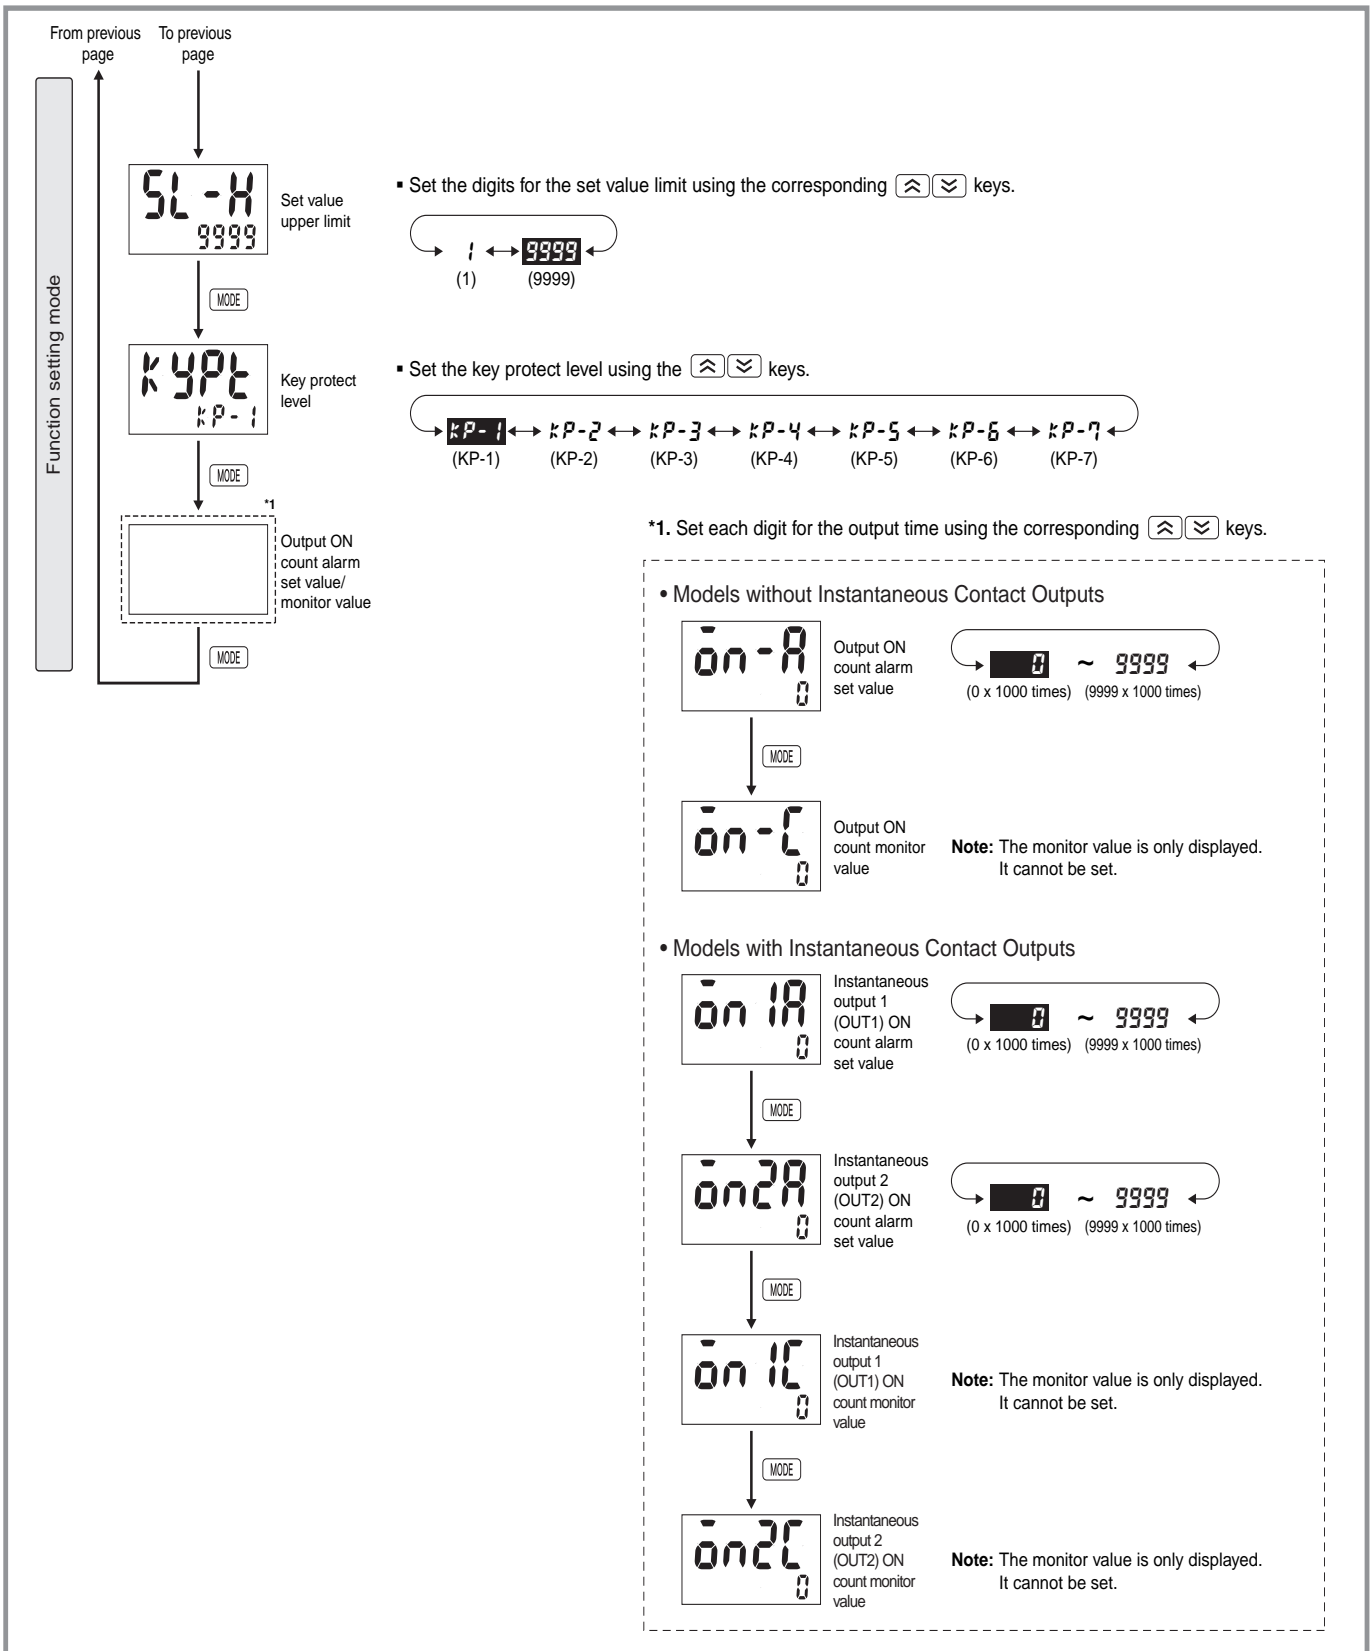 From previous page
To previous page
Function setting mode
SL-H
9999
Set value
upper limit
▪ Set the digits for the set value limit using the corresponding keys.
1 9999
(1) (9999)
MODE
KYPt
KP-1
Key protect
level
▪ Set the key protect level using the keys.
KP-1 KP-2 KP-3 KP-4 KP-5 KP-6 KP-7
(KP-1) (KP-2) (KP-3) (KP-4) (KP-5) (KP-6) (KP-7)
MODE
*1
Output ON
count alarm
set value/
monitor value
MODE
*1. Set each digit for the output time using the corresponding keys.
• Models without Instantaneous Contact Outputs
on-A
0
Output ON
count alarm
set value
0 ~ 9999
(0 x 1000 times) (9999 x 1000 times)
MODE
on-C
0
Output ON
count monitor
value
Note: The monitor value is only displayed.
It cannot be set.
• Models with Instantaneous Contact Outputs
on1A
0
Instantaneous
output 1
(OUT1) ON
count alarm
set value
0 ~ 9999
(0 x 1000 times) (9999 x 1000 times)
MODE
on2A
0
Instantaneous
output 2
(OUT2) ON
count alarm
set value
0 ~ 9999
(0 x 1000 times) (9999 x 1000 times)
MODE
on1C
0
Instantaneous
output 1
(OUT1) ON
count monitor
value
Note: The monitor value is only displayed.
It cannot be set.
MODE
on2C
0
Instantaneous
output 2
(OUT2) ON
count monitor
value
Note: The monitor value is only displayed.
It cannot be set.